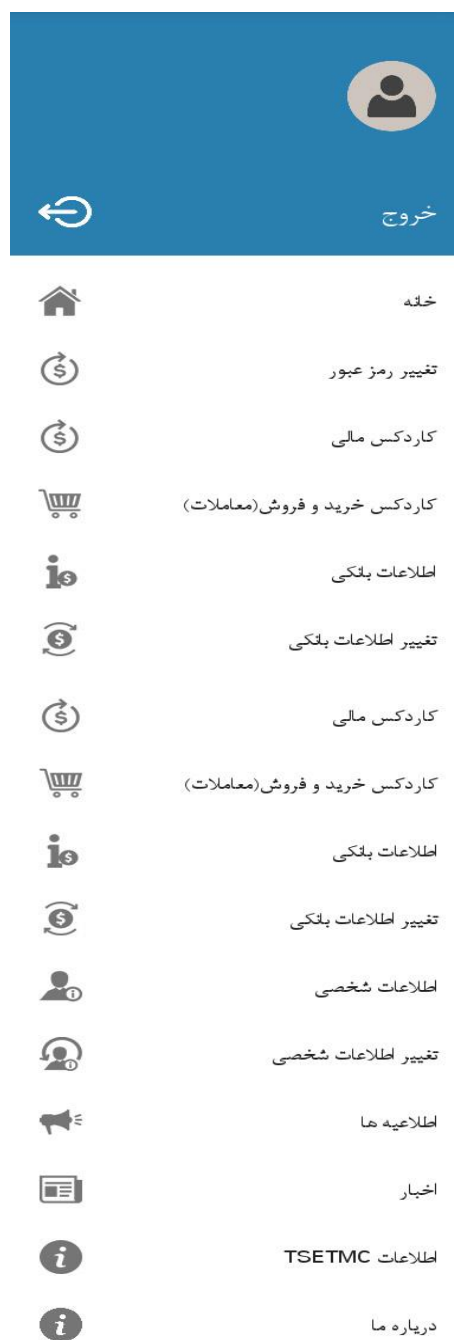 خروج
خانه
تغییر رمز عبور
کاردکس مالی
کاردکس خرید و فروش(معاملات)
اطلاعات بانکی
تغییر اطلاعات بانکی
کاردکس مالی
کاردکس خرید و فروش(معاملات)
اطلاعات بانکی
تغییر اطلاعات بانکی
اطلاعات شخصی
تغییر اطلاعات شخصی
اطلاعیه ها
اخبار
اطلاعات TSETMC
درباره ما